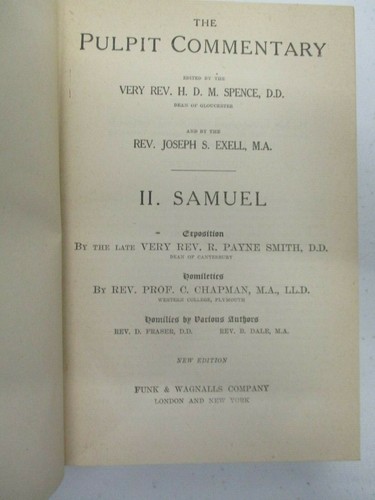 THE
PULPIT COMMENTARY
EDITED BY THE
VERY REV. H. D. M. SPENCE, D.D.
DEAN OF GLOUCESTER
AND BY THE
REV. JOSEPH S. EXELL, M.A.
II. SAMUEL
Exposition
BY THE LATE VERY REV. R. PAYNE SMITH, D.D.
DEAN OF CANTERBURY
Homiletics
BY REV. PROF. C. CHAPMAN, M.A., LL.D.
WESTERN COLLEGE, PLYMOUTH
Homilies by Various Authors
REV. D. FRASER, D.D. REV. B. DALE, M.A.
NEW EDITION
FUNK & WAGNALLS COMPANY
LONDON AND NEW YORK